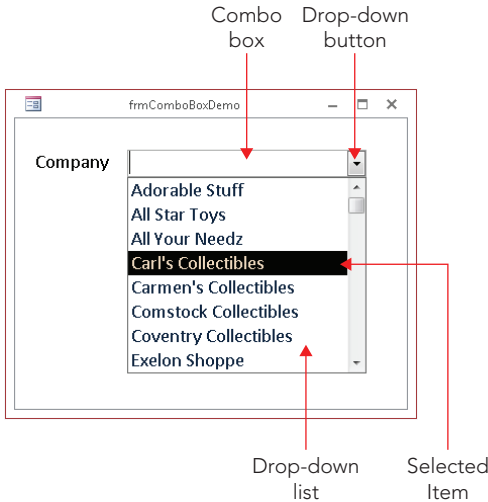 Combo
box
Drop-down
button
frmComboBoxDemo
Company
Adorable Stuff
All Star Toys
All Your Needz
Carl's Collectibles
Carmen's Collectibles
Comstock Collectibles
Coventry Collectibles
Exelon Shoppe
Drop-down
list
Selected
Item